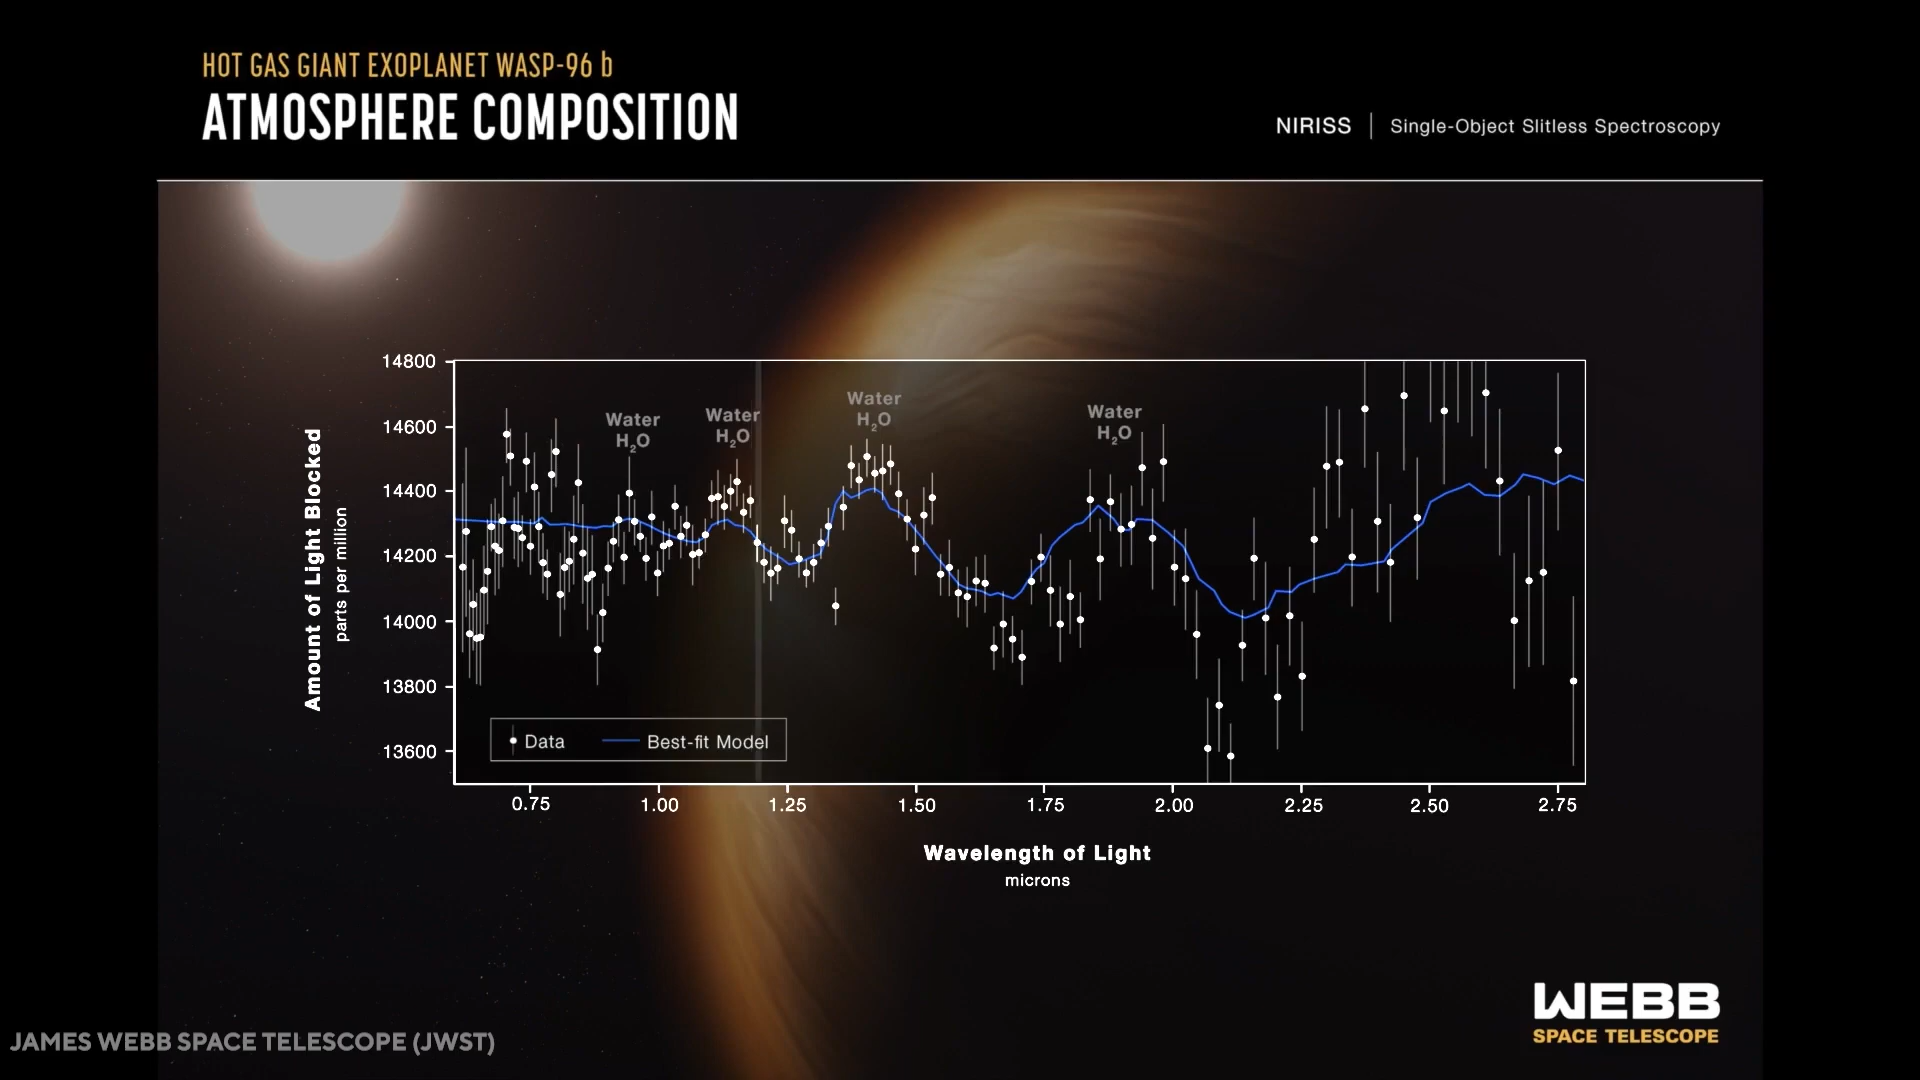 HOT GAS GIANT EXOPLANET WASP-96 b
ATMOSPHERE COMPOSITION
NIRISS | Single-Object Slitless Spectroscopy
Amount of Light Blocked
parts per million
14800
14600
14400
14200
14000
13800
13600
Water
H₂O
Water
H₂O
Water
H₂O
Water
H₂O
Data
Best-fit Model
0.75 1.00 1.25 1.50 1.75 2.00 2.25 2.50 2.75
Wavelength of Light
microns
WEBB
SPACE TELESCOPE
JAMES WEBB SPACE TELESCOPE (JWST)